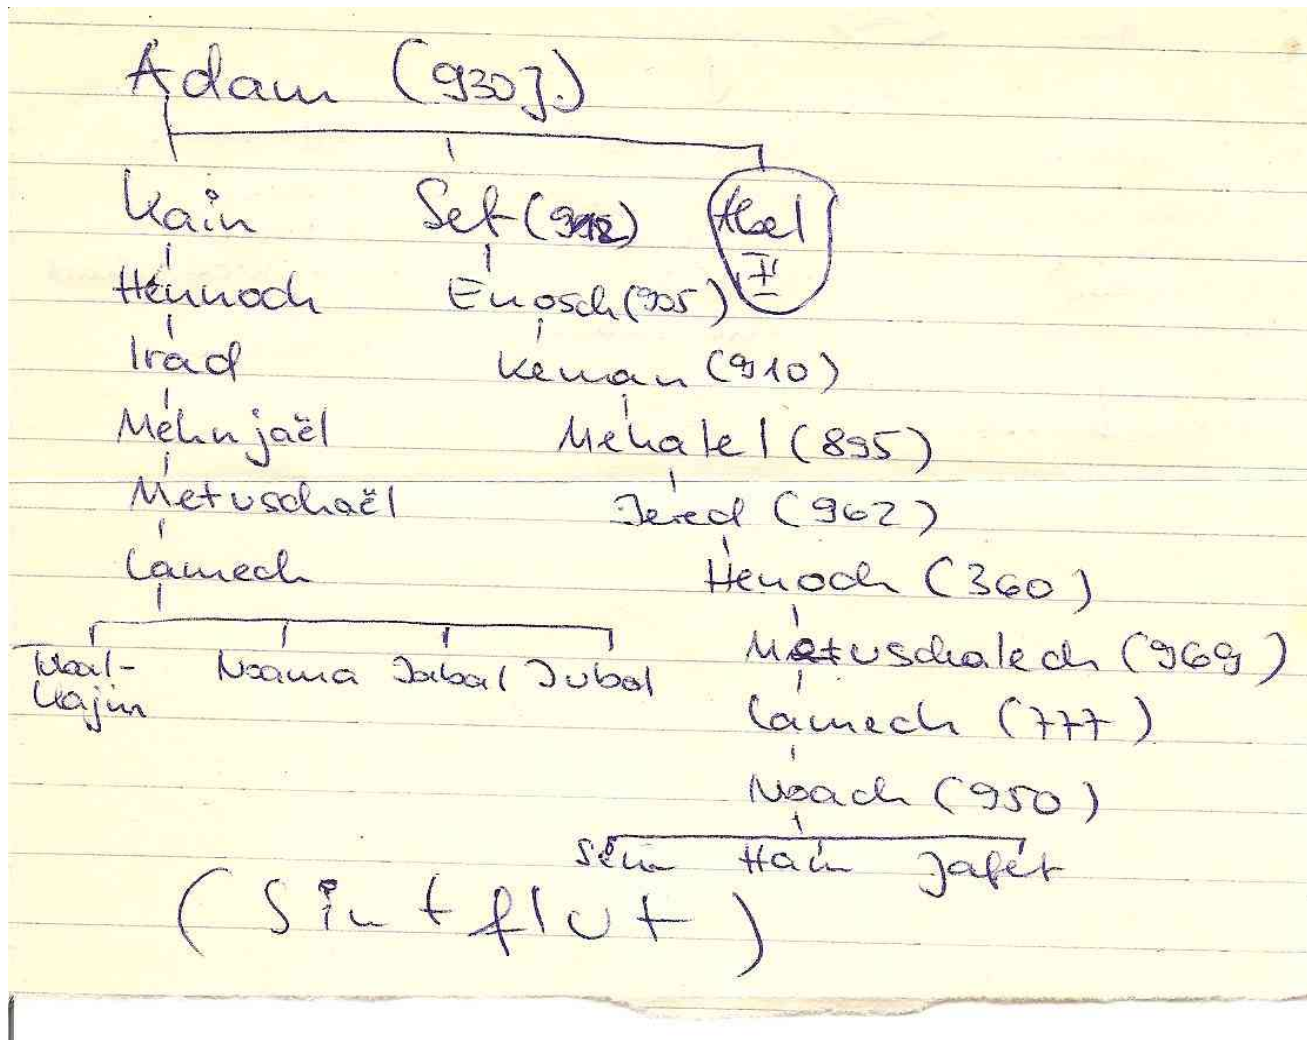 Adam (930 J.)
Kain Set (912) Abel
Hennoch Enosch (905)
Irad Kenan (910)
Mehujaël Mehalel (895)
Metuschaël Jered (962)
Lamech Henoch (360)
Metuschalech (969)
Tubal- Naama Jabal Jubal
Kajin
Lamech (777)
Noach (950)
Sem Ham Jafet
(Sintflut)